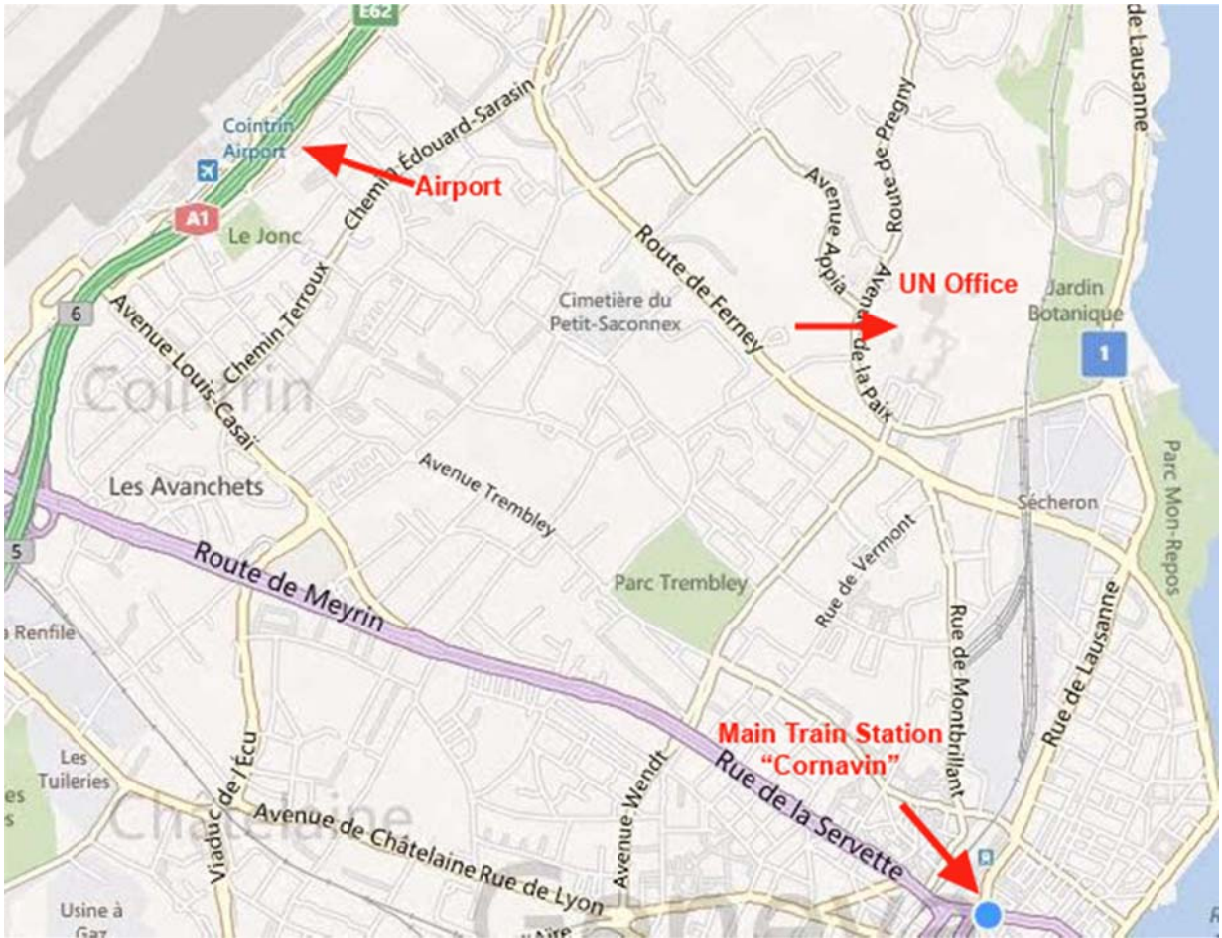 E62
de Lausanne
Cointrin
Airport
Chemin Édouard-Sarasin
Route de Pregny
Airport
A1
Le Jonc
Avenue Appia
Route de Ferney
UN Office
Cimetière du
Petit-Saconnex
Avenue de la Paix
Jardin
Botanique
6
Avenue Louis-Casaï
Chemin Terroux
1
Cointrin
Les Avanchets
Avenue Trembley
Sécheron
Parc Mon-Repos
5
Route de Meyrin
Parc Trembley
Rue de Vermont
Renfile
Rue de Montbrillant
Rue de Lausanne
Main Train Station
“Cornavin”
Les
Tuileries
es
s
Viaduc de l'Écu
Châtelaine
Avenue de Châtelaine
Rue de Lyon
Avenue Wendt
Rue de la Servette
Usine à
Gaz
Aire
Geneva
R